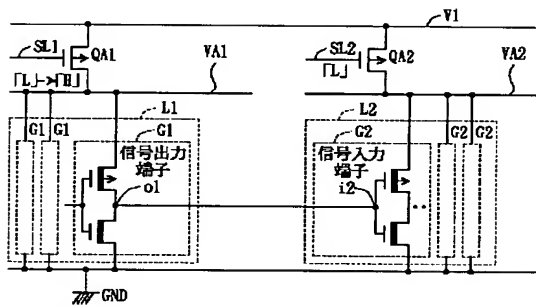 V1
SL1
QA1
VA1
「L」→「H」
SL2
QA2
VA2
「L」
L1
G1
G1
G1
信号出力
端子
o1
L2
G2
信号入力
端子
i2
G2
G2
GND